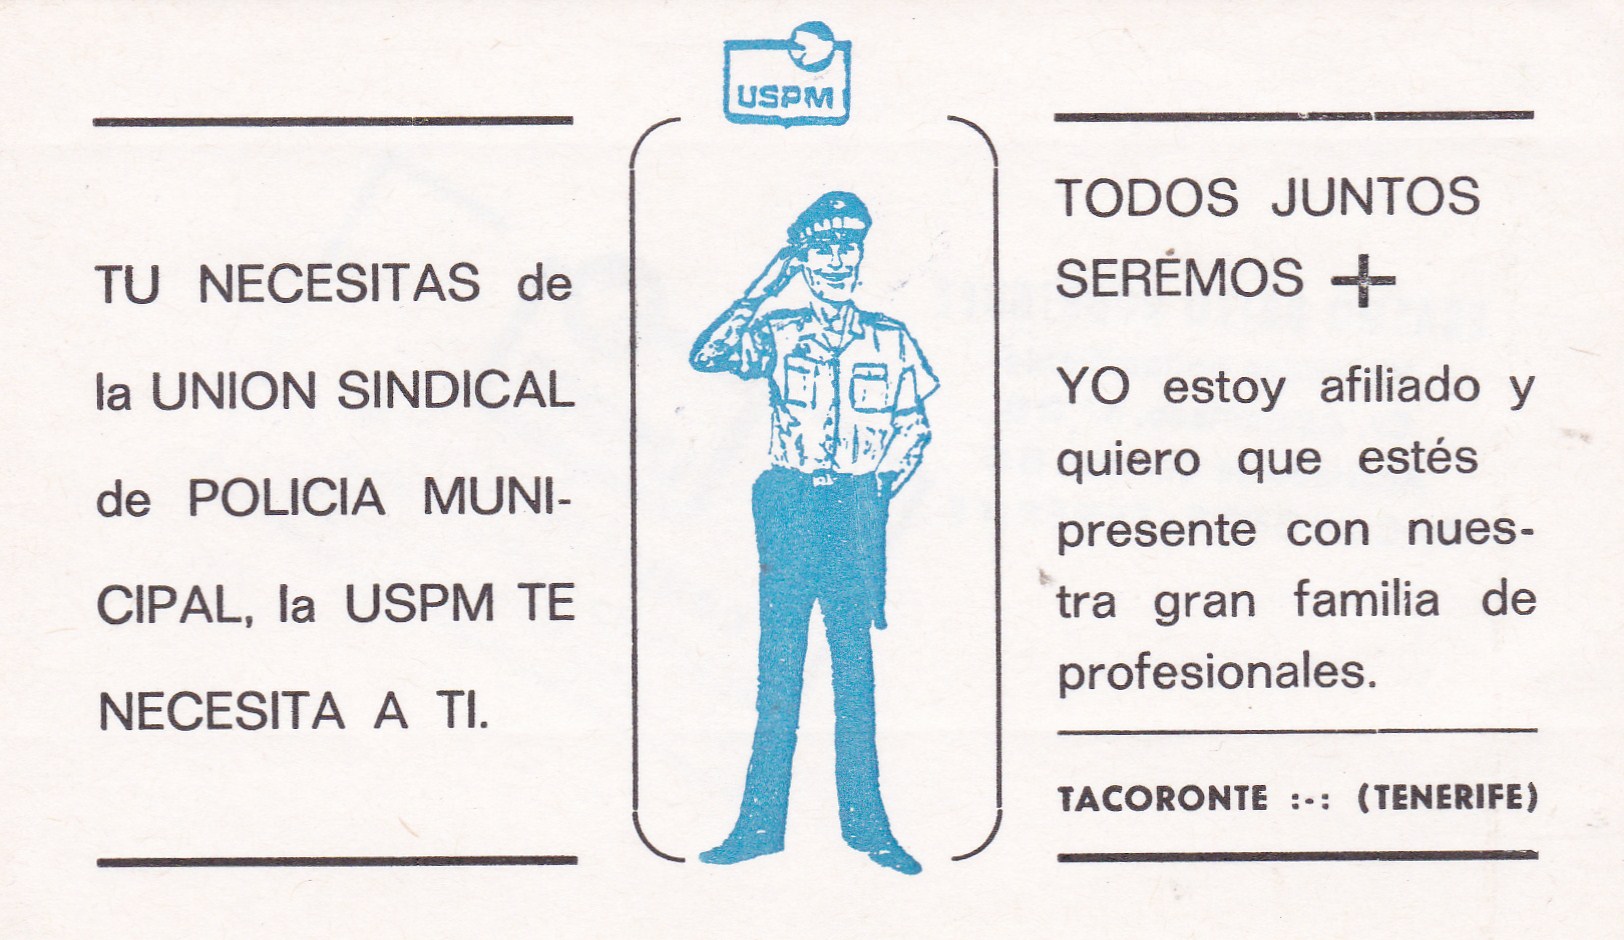 USPM
TU NECESITAS de
la UNION SINDICAL
de POLICIA MUNI-
CIPAL, la USPM TE
NECESITA A TI.
TODOS JUNTOS
SEREMOS +
YO estoy afiliado y
quiero que estés
presente con nues-
tra gran familia de
profesionales.
TACORONTE :-: (TENERIFE)